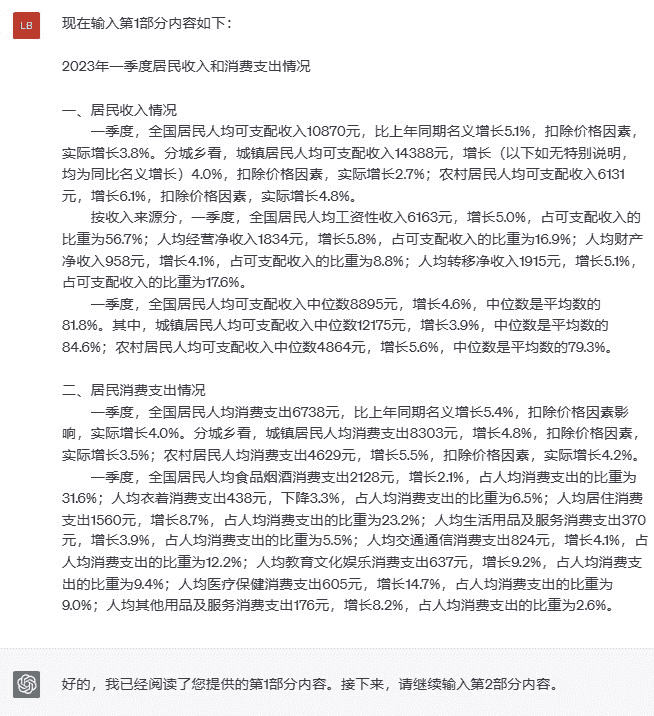 LB
现在输入第1部分内容如下：
2023年一季度居民收入和消费支出情况
一、居民收入情况
一季度，全国居民人均可支配收入10870元，比上年同期名义增长5.1%，扣除价格因素，
实际增长3.8%。分城乡看，城镇居民人均可支配收入14388元，增长（以下如无特别说明，
均为同比名义增长）4.0%，扣除价格因素，实际增长2.7%；农村居民人均可支配收入6131
元，增长6.1%，扣除价格因素，实际增长4.8%。
按收入来源分，一季度，全国居民人均工资性收入6163元，增长5.0%，占可支配收入的
比重为56.7%；人均经营净收入1834元，增长5.8%，占可支配收入的比重为16.9%；人均财产
净收入958元，增长4.1%，占可支配收入的比重为8.8%；人均转移净收入1915元，增长5.1%，
占可支配收入的比重为17.6%。
一季度，全国居民人均可支配收入中位数8895元，增长4.6%，中位数是平均数的
81.8%。其中，城镇居民人均可支配收入中位数12175元，增长3.9%，中位数是平均数的
84.6%；农村居民人均可支配收入中位数4864元，增长5.6%，中位数是平均数的79.3%。
二、居民消费支出情况
一季度，全国居民人均消费支出6738元，比上年同期名义增长5.4%，扣除价格因素影
响，实际增长4.0%。分城乡看，城镇居民人均消费支出8303元，增长4.8%，扣除价格因素，
实际增长3.5%；农村居民人均消费支出4629元，增长5.5%，扣除价格因素，实际增长4.2%。
一季度，全国居民人均食品烟酒消费支出2128元，增长2.1%，占人均消费支出的比重为
31.6%；人均衣着消费支出438元，下降3.3%，占人均消费支出的比重为6.5%；人均居住消费
支出1560元，增长8.7%，占人均消费支出的比重为23.2%；人均生活用品及服务消费支出370
元，增长3.9%，占人均消费支出的比重为5.5%；人均交通通信消费支出824元，增长4.1%，占
人均消费支出的比重为12.2%；人均教育文化娱乐消费支出637元，增长9.2%，占人均消费支
出的比重为9.4%；人均医疗保健消费支出605元，增长14.7%，占人均消费支出的比重为
9.0%；人均其他用品及服务消费支出176元，增长8.2%，占人均消费支出的比重为2.6%。
好的，我已经阅读了您提供的第1部分内容。接下来，请继续输入第2部分内容。